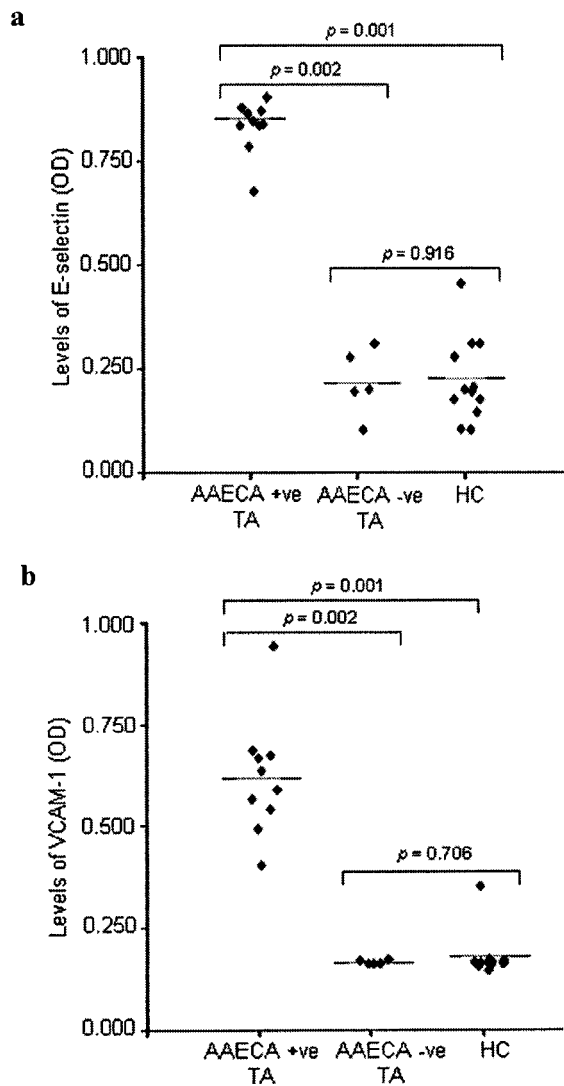 a
p = 0.001
1.000
p = 0.002
0.750
Levels of E-selectin (OD)
0.500
p = 0.916
0.250
0.000
AAECA +ve AAECA -ve HC
TA TA
b
p = 0.001
1.000
p = 0.002
0.750
Levels of VCAM-1 (OD)
0.500
p = 0.706
0.250
0.000
AAECA +ve AAECA -ve HC
TA TA